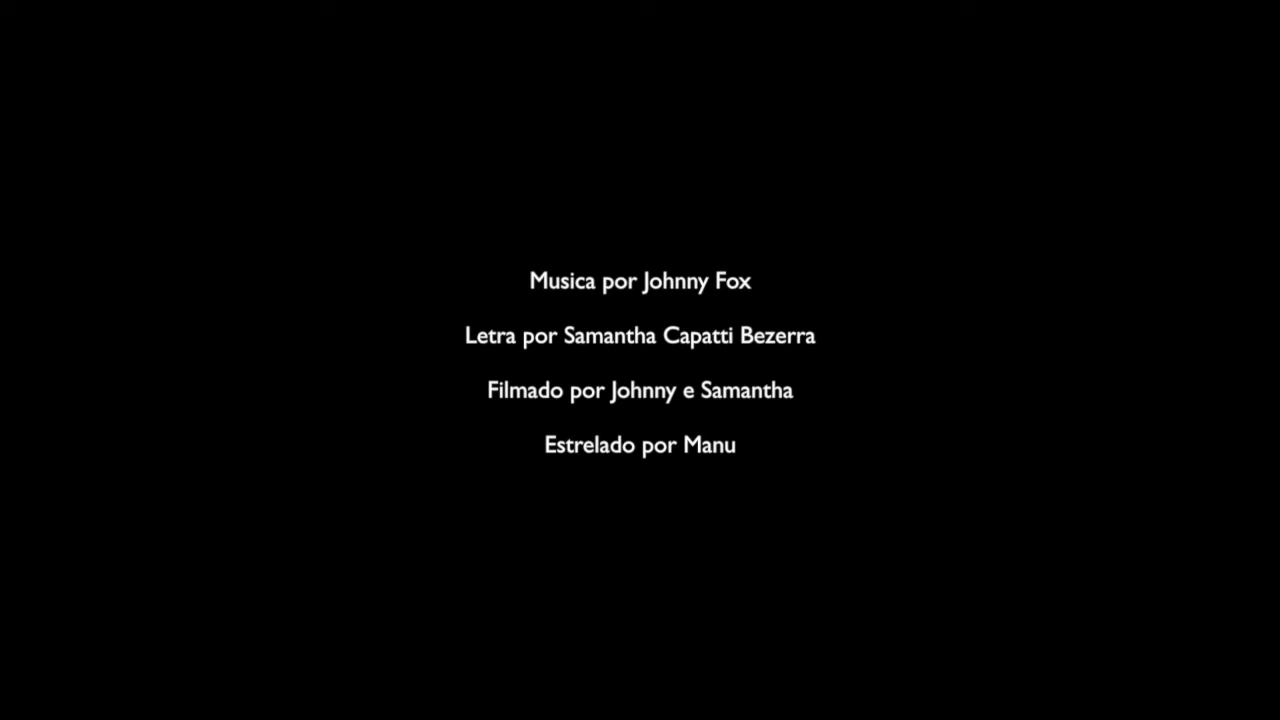 Musica por Johnny Fox
Letra por Samantha Capatti Bezerra
Filmado por Johnny e Samantha
Estrelado por Manu